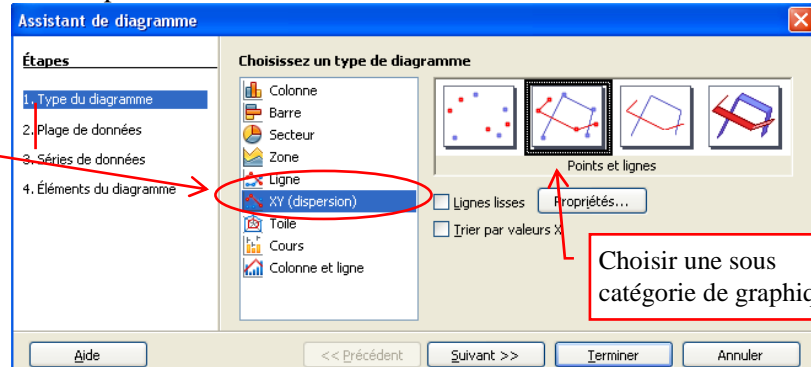 Assistant de diagramme
Étapes
1. Type du diagramme
2. Plage de données
3. Séries de données
4. Éléments du diagramme
Choisissez un type de diagramme
Colonne
Barre
Secteur
Zone
Ligne
XY (dispersion)
Toile
Cours
Colonne et ligne
Points et lignes
Lignes lisses
Propriétés...
Trier par valeurs X
Choisir une sous
catégorie de graphiq
Aide
<< Précédent
Suivant >>
Terminer
Annuler